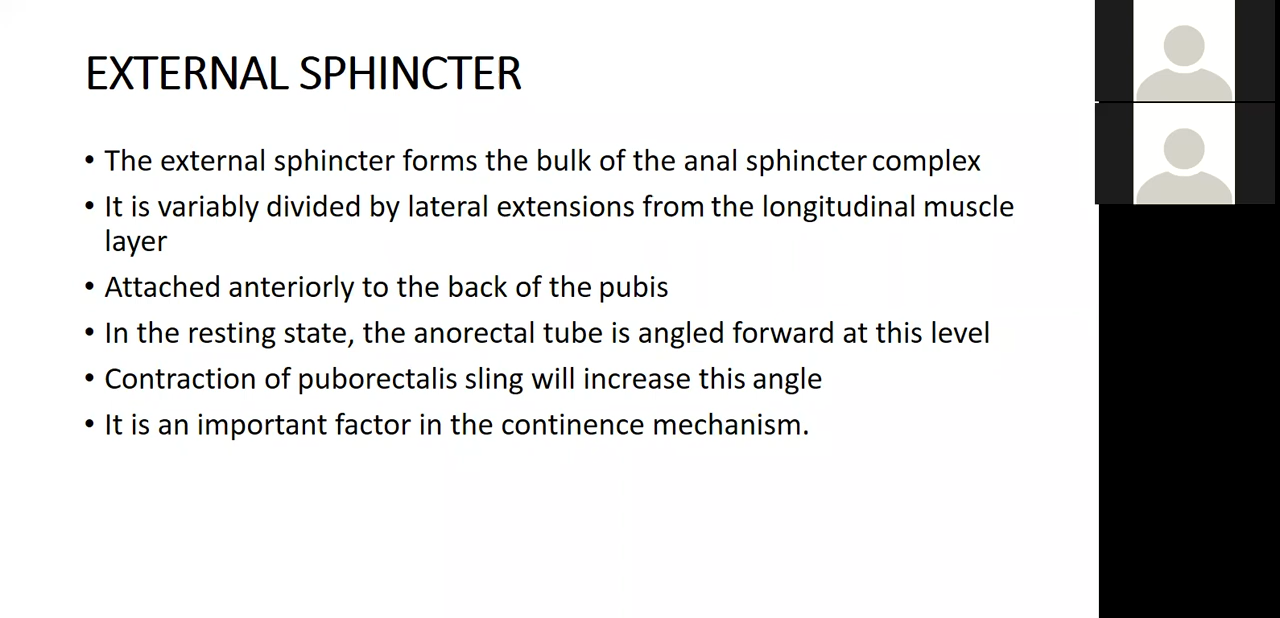 EXTERNAL SPHINCTER
• The external sphincter forms the bulk of the anal sphincter complex
• It is variably divided by lateral extensions from the longitudinal muscle
layer
• Attached anteriorly to the back of the pubis
• In the resting state, the anorectal tube is angled forward at this level
• Contraction of puborectalis sling will increase this angle
• It is an important factor in the continence mechanism.